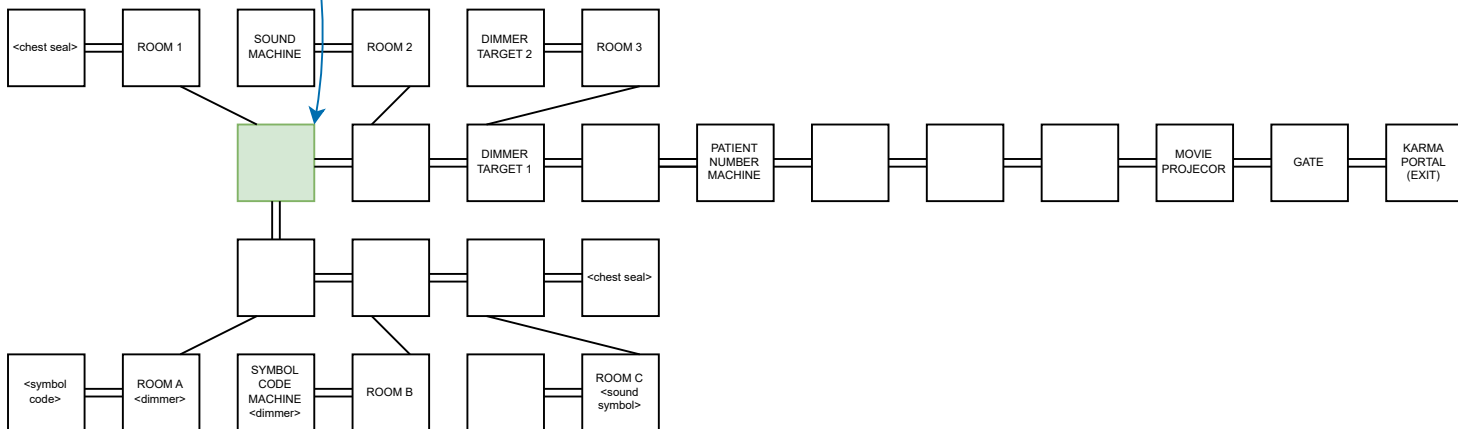 <chest seal>
ROOM 1
SOUND
MACHINE
ROOM 2
DIMMER
TARGET 2
ROOM 3
DIMMER
TARGET 1
PATIENT
NUMBER
MACHINE
MOVIE
PROJECOR
GATE
KARMA
PORTAL
(EXIT)
<chest seal>
<symbol
code>
ROOM A
<dimmer>
SYMBOL
CODE
MACHINE
<dimmer>
ROOM B
ROOM C
<sound
symbol>